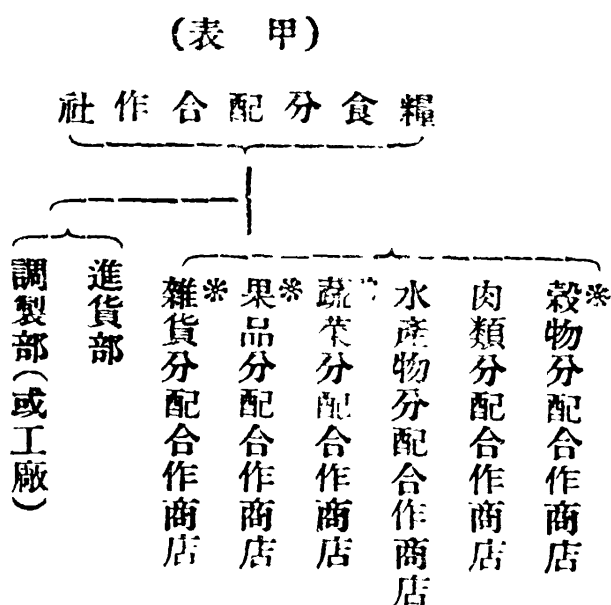 (表甲)
社作合配分食糧
※穀物分配合作商店
肉類分配合作商店
水產物分配合作商店
※蔬菜分配合作商店
※果品分配合作商店
※雜貨分配合作商店
進貨部
調製部(或工廠)